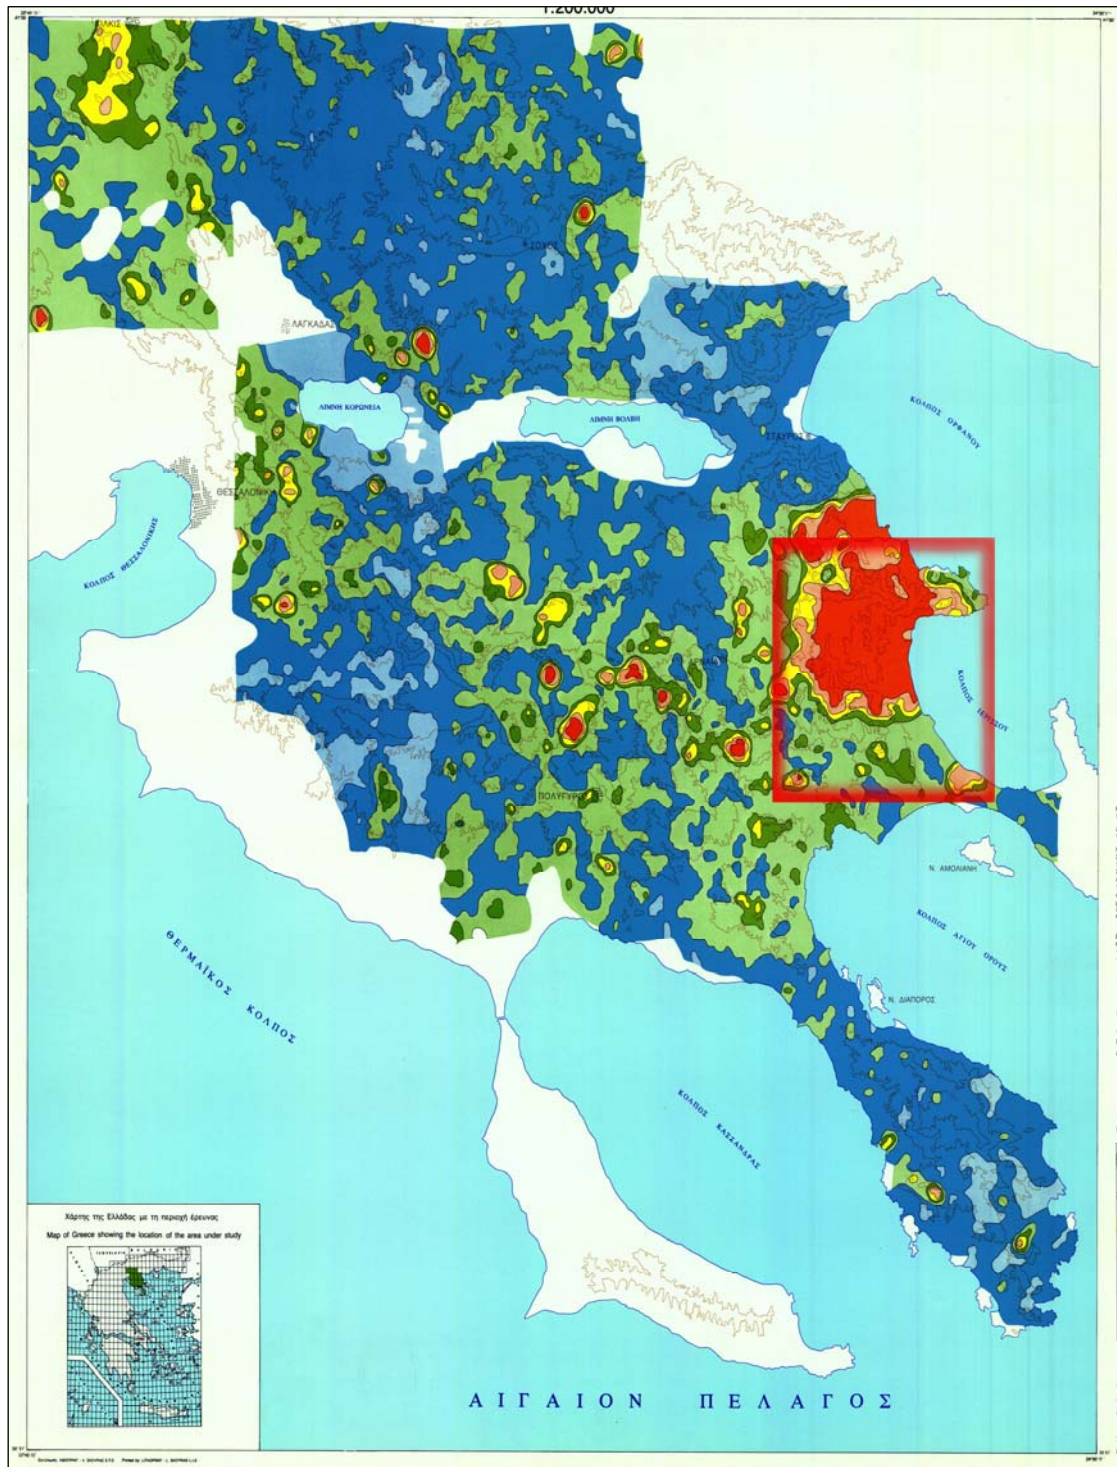 1:200.000
ΣΟΧΟΣ
ΛΑΓΚΑΔΑΣ
ΛΙΜΝΗ ΚΟΡΩΝΕΙΑ
ΛΙΜΝΗ ΒΟΛΒΗ
ΚΟΛΠΟΣ ΟΡΦΑΝΟΥ
ΣΤΑΥΡΟΣ
ΘΕΣΣΑΛΟΝΙΚΗ
ΚΟΛΠΟΣ ΘΕΣΣΑΛΟΝΙΚΗΣ
ΚΟΛΠΟΣ ΙΕΡΙΣΣΟΥ
ΠΟΛΥΓΥΡΟΣ
Ν. ΑΜΟΛΙΑΝΗ
ΚΟΛΠΟΣ ΑΓΙΟΥ ΟΡΟΥΣ
ΘΕΡΜΑΪΚΟΣ ΚΟΛΠΟΣ
Ν. ΔΙΑΠΟΡΟΣ
ΚΟΛΠΟΣ ΚΑΣΣΑΝΔΡΑΣ
Χάρτης της Ελλάδας με τη περιοχή έρευνας
Map of Greece showing the location of the area under study
ΑΙΓΑΙΟΝ ΠΕΛΑΓΟΣ